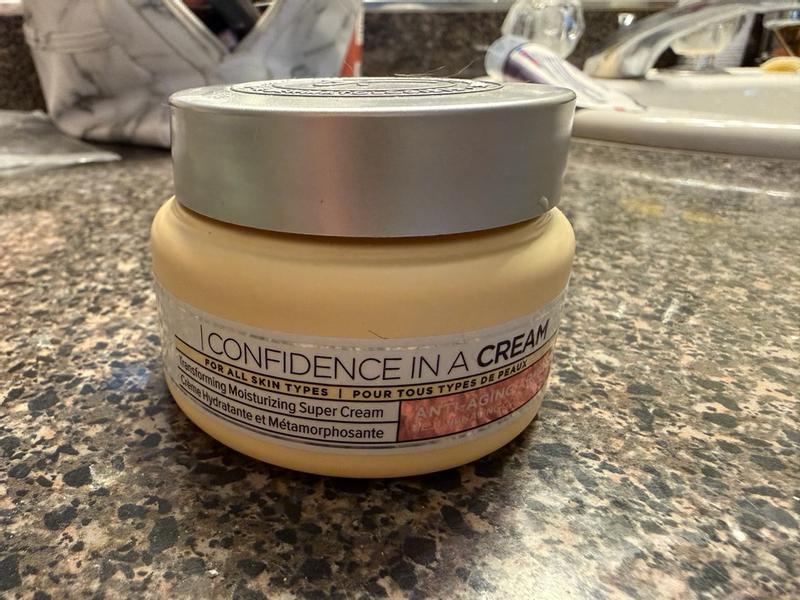 CONFIDENCE IN A CREAM
FOR ALL SKIN TYPES | POUR TOUS TYPES DE PEAUX
Transforming Moisturizing Super Cream
Crème Hydratante et Métamorphosante
ANTI-AGING